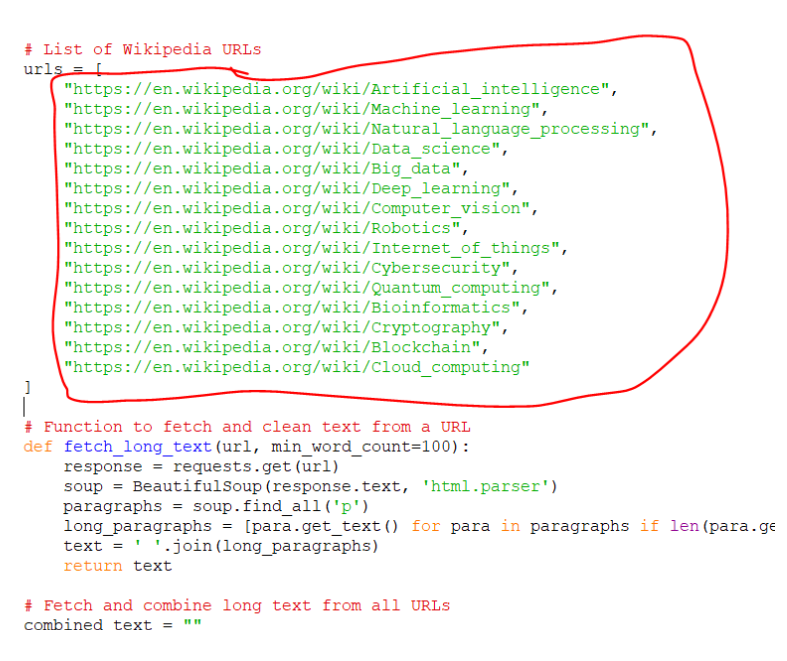 # List of Wikipedia URLs
urls = [
    "https://en.wikipedia.org/wiki/Artificial_intelligence",
    "https://en.wikipedia.org/wiki/Machine_learning",
    "https://en.wikipedia.org/wiki/Natural_language_processing",
    "https://en.wikipedia.org/wiki/Data_science",
    "https://en.wikipedia.org/wiki/Big_data",
    "https://en.wikipedia.org/wiki/Deep_learning",
    "https://en.wikipedia.org/wiki/Computer_vision",
    "https://en.wikipedia.org/wiki/Robotics",
    "https://en.wikipedia.org/wiki/Internet_of_things",
    "https://en.wikipedia.org/wiki/Cybersecurity",
    "https://en.wikipedia.org/wiki/Quantum_computing",
    "https://en.wikipedia.org/wiki/Bioinformatics",
    "https://en.wikipedia.org/wiki/Cryptography",
    "https://en.wikipedia.org/wiki/Blockchain",
    "https://en.wikipedia.org/wiki/Cloud_computing"
]
# Function to fetch and clean text from a URL
def fetch_long_text(url, min_word_count=100):
    response = requests.get(url)
    soup = BeautifulSoup(response.text, 'html.parser')
    paragraphs = soup.find_all('p')
    long_paragraphs = [para.get_text() for para in paragraphs if len(para.ge
    text = ' '.join(long_paragraphs)
    return text
# Fetch and combine long text from all URLs
combined_text = ""